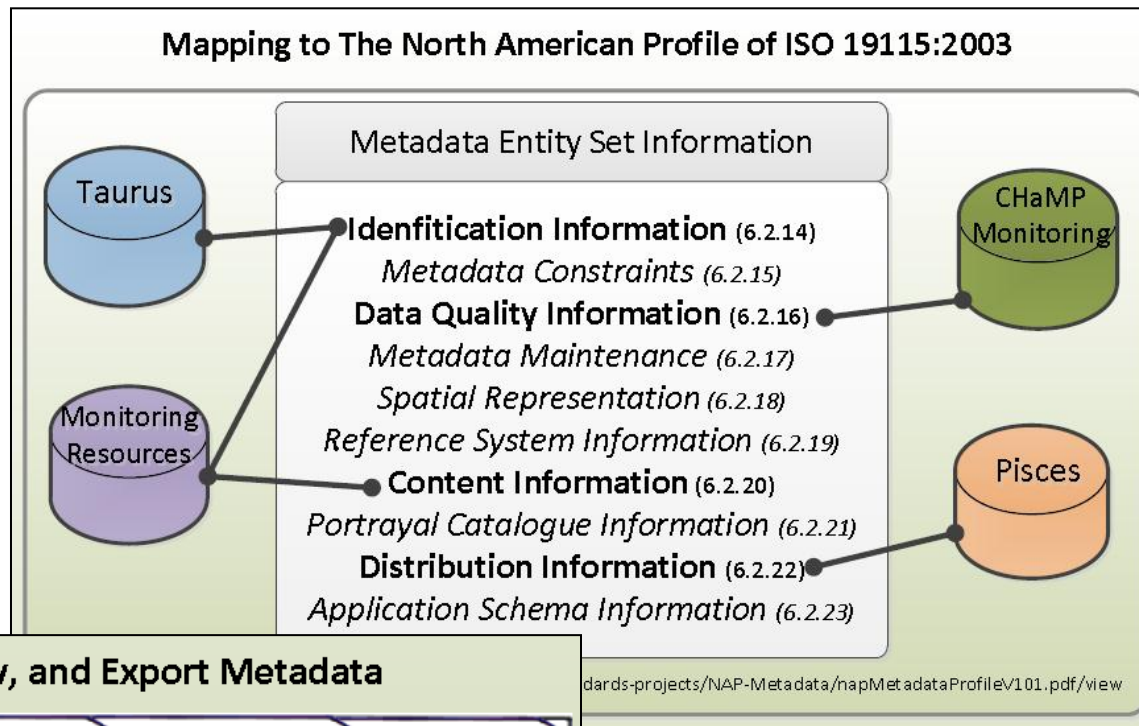 Mapping to The North American Profile of ISO 19115:2003
Metadata Entity Set Information
Taurus
CHaMP
Monitoring
Idenfitication Information (6.2.14)
Metadata Constraints (6.2.15)
Data Quality Information (6.2.16)
Metadata Maintenance (6.2.17)
Spatial Representation (6.2.18)
Monitoring
Resources
Reference System Information (6.2.19)
Pisces
Content Information (6.2.20)
Portrayal Catalogue Information (6.2.21)
Distribution Information (6.2.22)
Application Schema Information (6.2.23)
, and Export Metadata
dards-projects/NAP-Metadata/napMetadataProfileV101.pdf/view